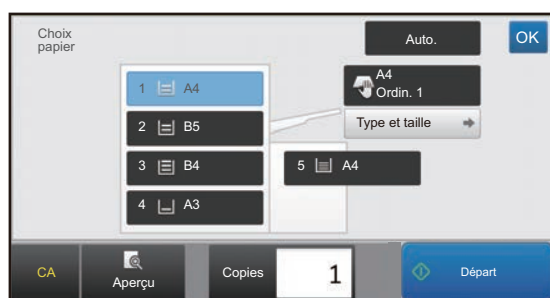 Choix
papier
Auto.
OK
1 A4
A4
Ordin. 1
2 B5
Type et taille
3 B4
5 A4
4 A3
CA
Aperçu
Copies
1
Départ